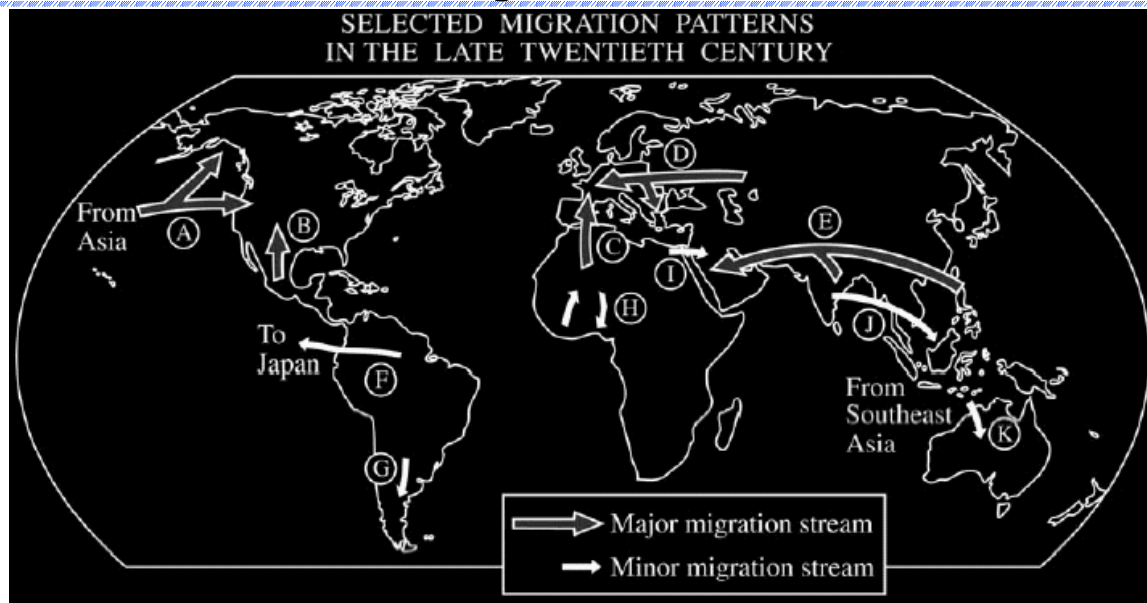 SELECTED MIGRATION PATTERNS
IN THE LATE TWENTIETH CENTURY
D
From
Asia
A
B
E
C
I
H
J
To
Japan
F
From
Southeast
Asia
K
G
Major migration stream
Minor migration stream